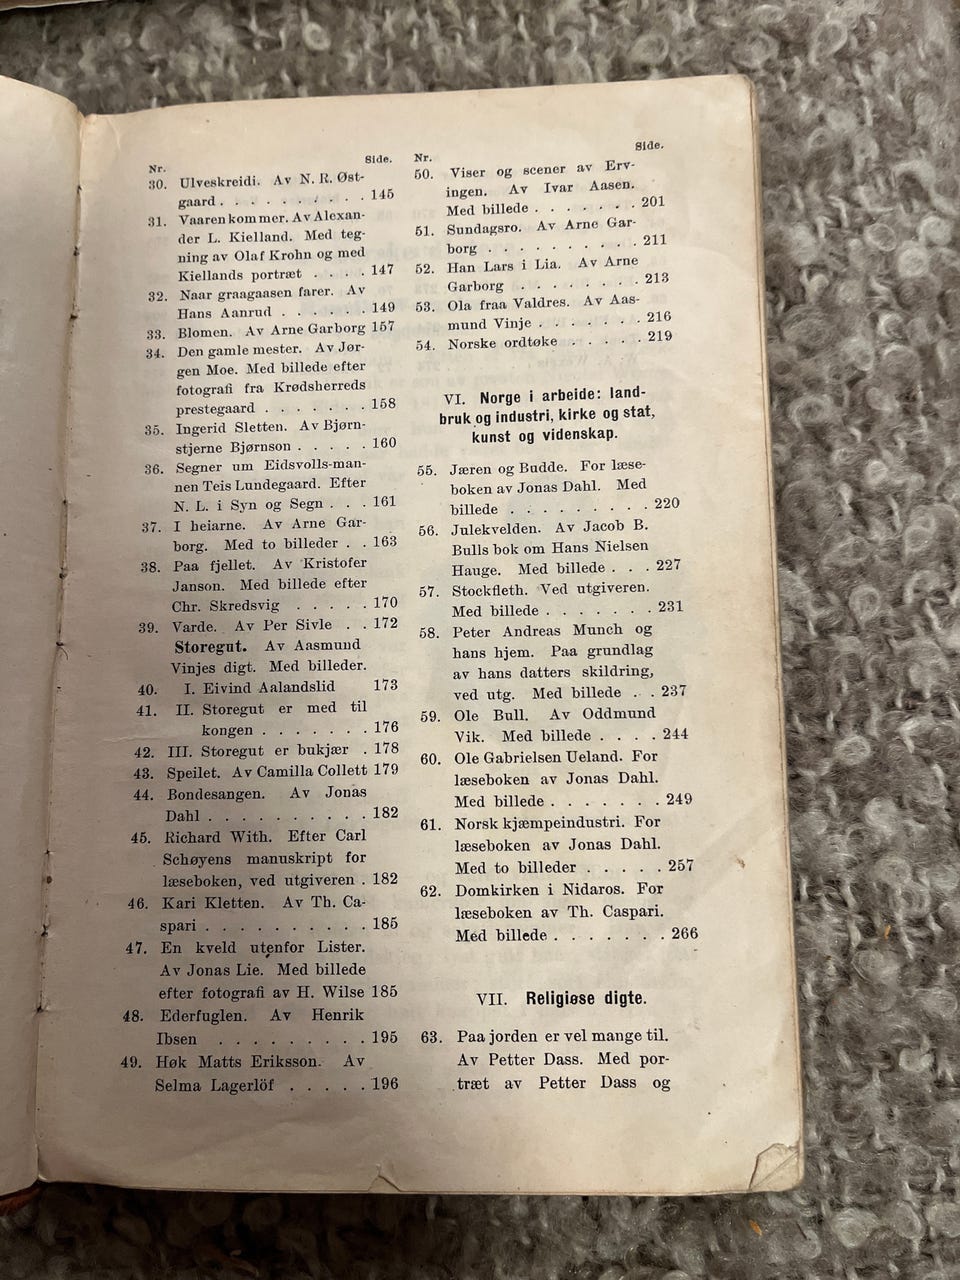 Nr. Side.
30. Ulveskreidi. Av N. R. Øst-
gaard . . . . . . . . . . 145
31. Vaaren kommer. Av Alexan-
der L. Kielland. Med teg-
ning av Olaf Krohn og med
Kiellands portræt . . . . 147
32. Naar graagaasen farer. Av
Hans Aanrud . . . . . . 149
33. Blomen. Av Arne Garborg 157
34. Den gamle mester. Av Jør-
gen Moe. Med billede efter
fotografi fra Krødsherreds
prestegaard . . . . . . . 158
35. Ingerid Sletten. Av Bjørn-
stjerne Bjørnson . . . . . 160
36. Segner um Eidsvolls-man-
nen Teis Lundegaard. Efter
N. L. i Syn og Segn . . . 161
37. I heiarne. Av Arne Gar-
borg. Med to billeder . . 163
38. Paa fjellet. Av Kristofer
Janson. Med billede efter
Chr. Skredsvig . . . . . 170
39. Varde. Av Per Sivle . . 172
Storegut. Av Aasmund
Vinjes digt. Med billeder.
40. I. Eivind Aalandslid 173
41. II. Storegut er med til
kongen . . . . . . . 176
42. III. Storegut er bukjær . 178
43. Speilet. Av Camilla Collett 179
44. Bondesangen. Av Jonas
Dahl . . . . . . . . . . 182
45. Richard With. Efter Carl
Schøyens manuskript for
læseboken, ved utgiveren . 182
46. Kari Kletten. Av Th. Ca-
spari . . . . . . . . . . 185
47. En kveld utenfor Lister.
Av Jonas Lie. Med billede
efter fotografi av H. Wilse 185
48. Ederfuglen. Av Henrik
Ibsen . . . . . . . . . 195
49. Høk Matts Eriksson. Av
Selma Lagerlöf . . . . . 196
Nr. Side.
50. Viser og scener av Erv-
ingen. Av Ivar Aasen.
Med billede . . . . . . . 201
51. Sundagsro. Av Arne Gar-
borg . . . . . . . . . . 211
52. Han Lars i Lia. Av Arne
Garborg . . . . . . . . 213
53. Ola fraa Valdres. Av Aas-
mund Vinje . . . . . . . 216
54. Norske ordtøke . . . . . 219
VI. Norge i arbeide: land-
bruk og industri, kirke og stat,
kunst og videnskap.
55. Jæren og Budde. For læse-
boken av Jonas Dahl. Med
billede . . . . . . . . . 220
56. Julekvelden. Av Jacob B.
Bulls bok om Hans Nielsen
Hauge. Med billede . . . 227
57. Stockfleth. Ved utgiveren.
Med billede . . . . . . . 231
58. Peter Andreas Munch og
hans hjem. Paa grundlag
av hans datters skildring,
ved utg. Med billede . . 237
59. Ole Bull. Av Oddmund
Vik. Med billede . . . . 244
60. Ole Gabrielsen Ueland. For
læseboken av Jonas Dahl.
Med billede . . . . . . . 249
61. Norsk kjæmpeindustri. For
læseboken av Jonas Dahl.
Med to billeder . . . . . 257
62. Domkirken i Nidaros. For
læseboken av Th. Caspari.
Med billede . . . . . . . 266
VII. Religiøse digte.
63. Paa jorden er vel mange til.
Av Petter Dass. Med por-
træt av Petter Dass og